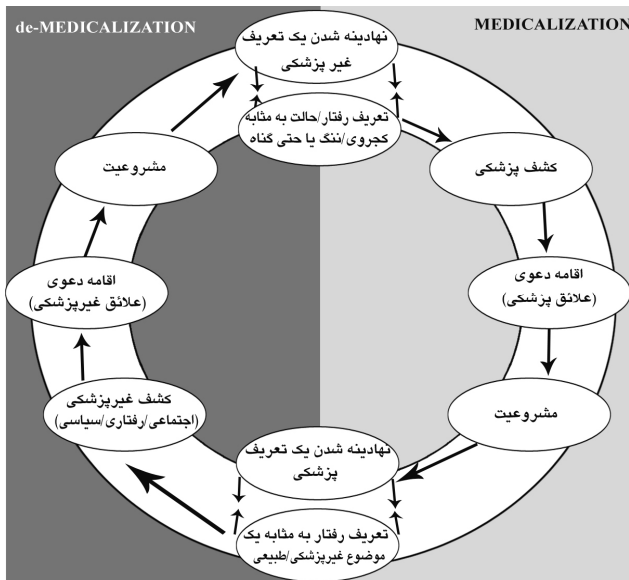 de-MEDICALIZATION
MEDICALIZATION
نهادینه شدن یک تعریف
غیر پزشکی
تعریف رفتار/حالت به مثابه
کجروی/ننگ یا حتی گناه
کشف پزشکی
اقامه دعوی
(علائق پزشکی)
مشروعیت
نهادینه شدن یک تعریف
پزشکی
تعریف رفتار به مثابه یک
موضوع غیرپزشکی/طبیعی
کشف غیرپزشکی
(اجتماعی/رفتاری/سیاسی)
اقامه دعوی
(علائق غیرپزشکی)
مشروعیت